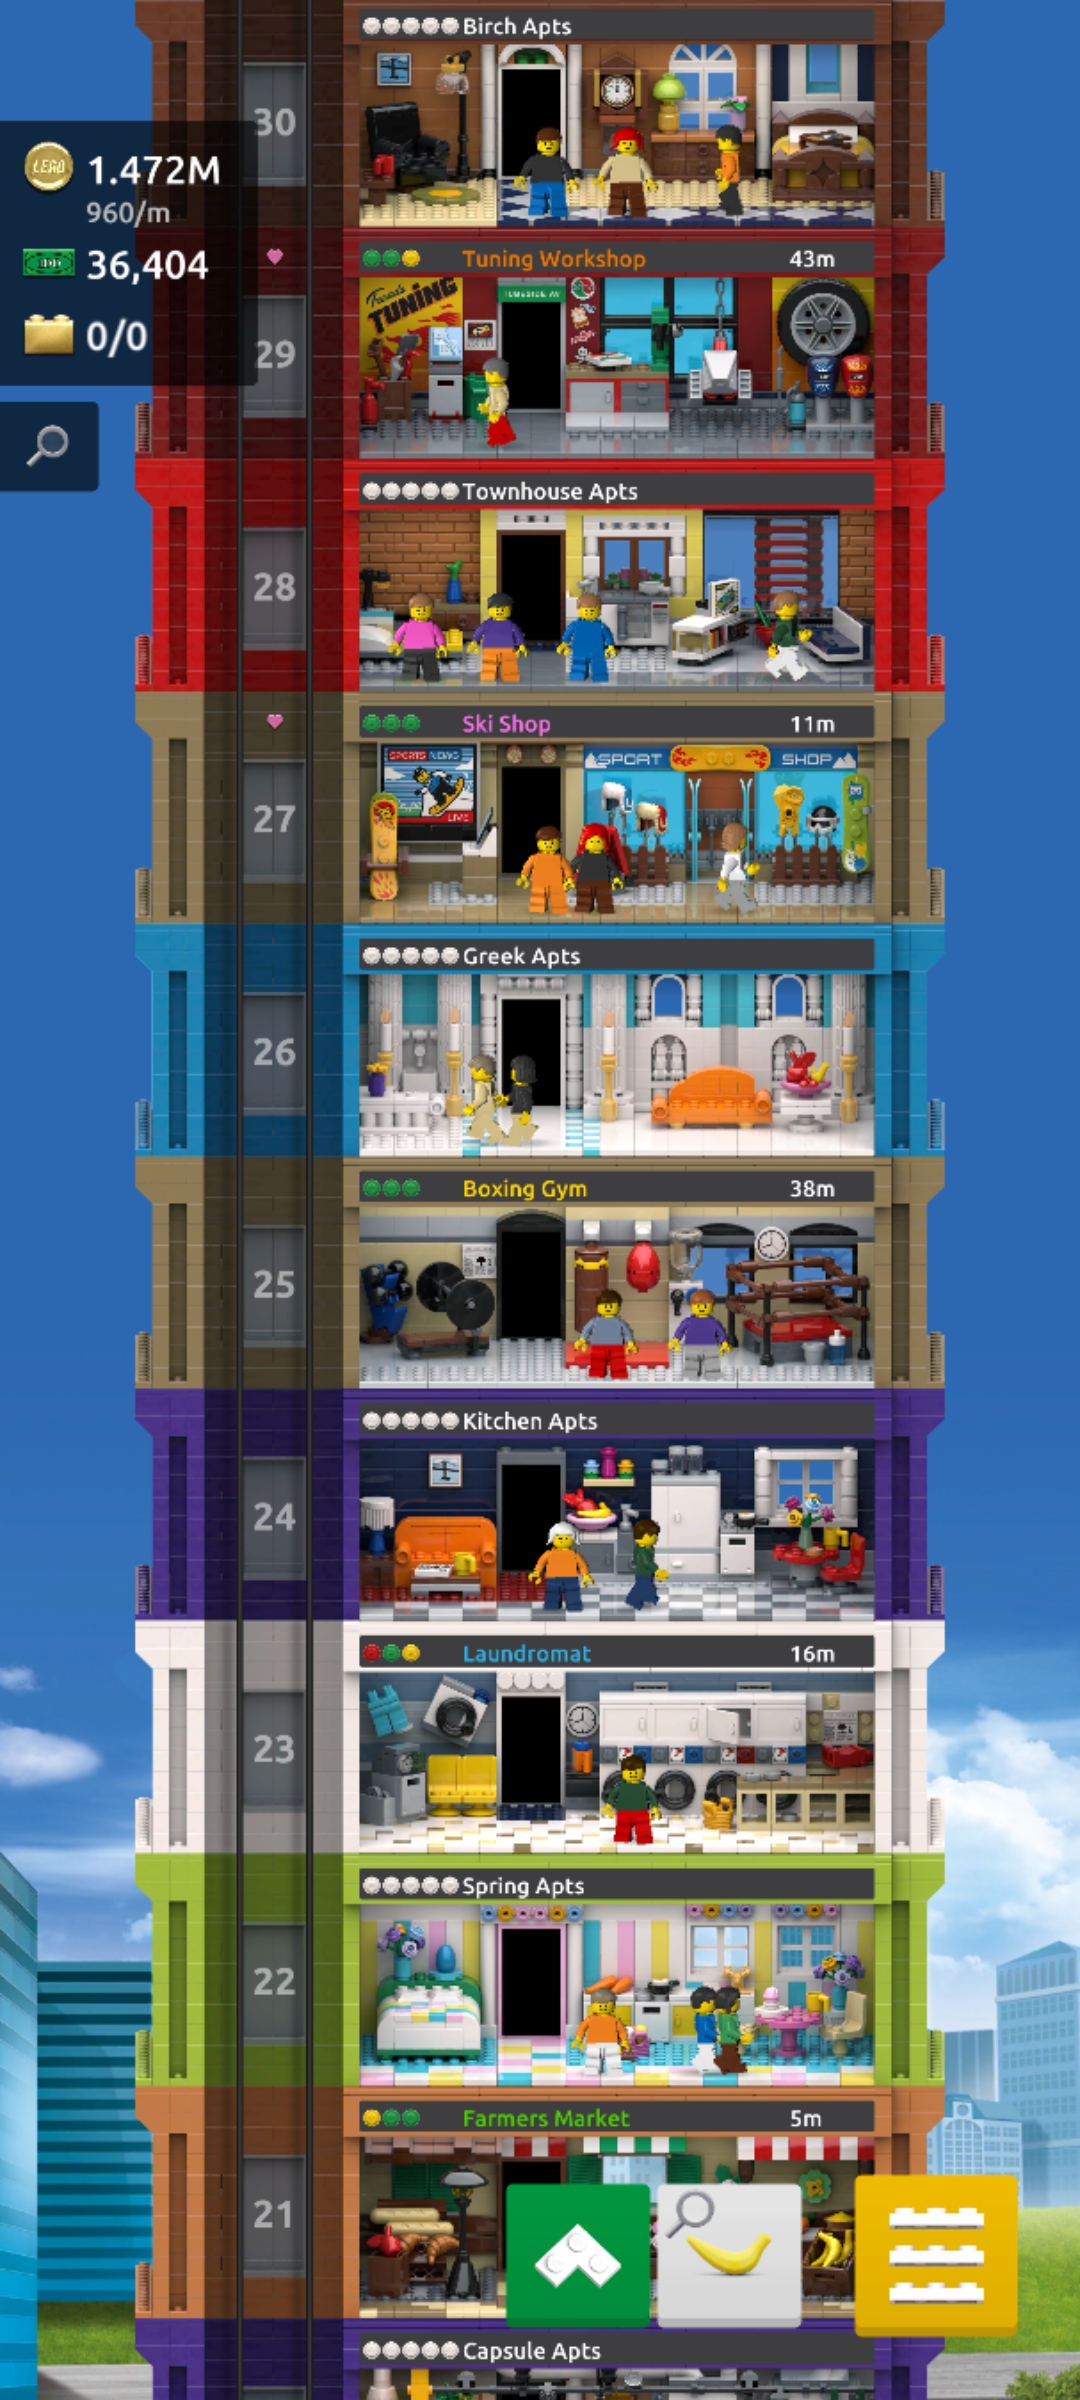 Birch Apts
30
LEGO
1.472M
960/m
36,404
0/0
Tuning Workshop 43m
TUNING
29
Townhouse Apts
28
Ski Shop 11m
SPORTS NEWS
LIVE
SPORT SHOP
27
Greek Apts
26
Boxing Gym 38m
25
Kitchen Apts
24
Laundromat 16m
23
Spring Apts
22
Farmers Market 5m
21
Capsule Apts